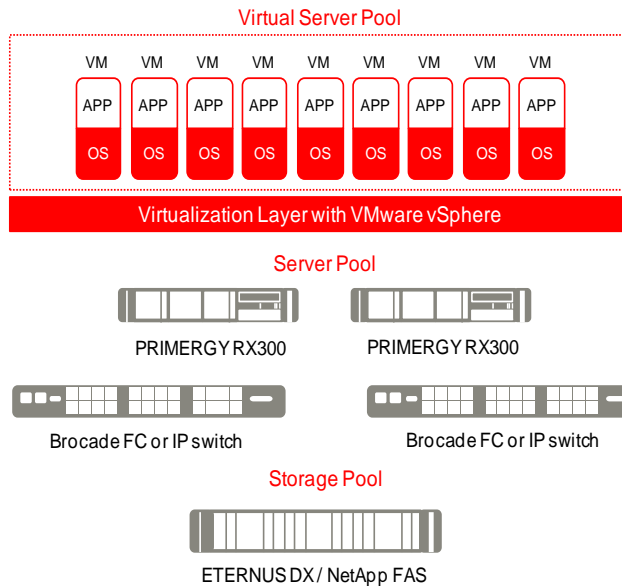 Virtual Server Pool
VM VM VM VM VM VM VM VM VM
APP APP APP APP APP APP APP APP APP
OS OS OS OS OS OS OS OS OS
Virtualization Layer with VMware vSphere
Server Pool
PRIMERGY RX300 PRIMERGY RX300
Brocade FC or IP switch Brocade FC or IP switch
Storage Pool
ETERNUS DX / NetApp FAS